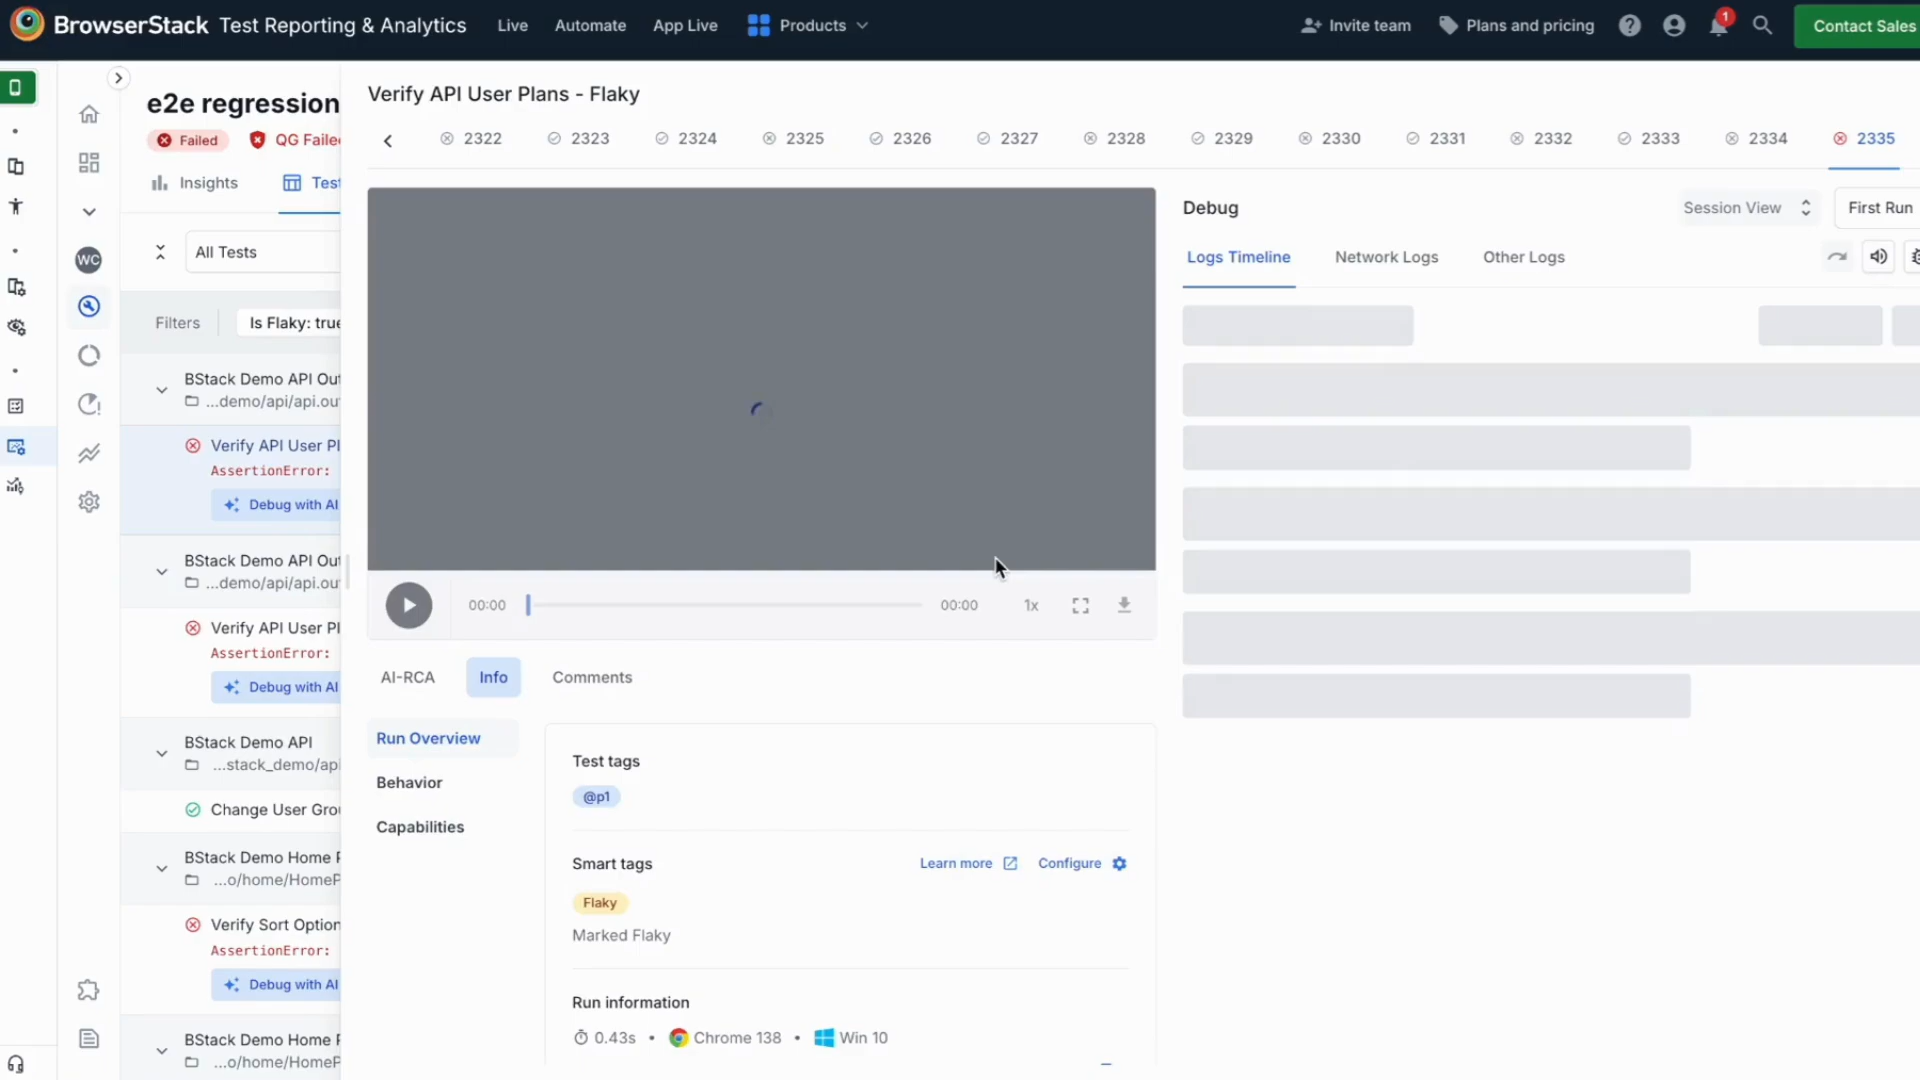 BrowserStack Test Reporting & Analytics Live Automate App Live Products Invite team Plans and pricing 1 Contact Sales
e2e regression
Failed QG Faile
Insights Test
All Tests
Filters Is Flaky: true
BStack Demo API Out
...demo/api/api.ou
Verify API User Pl
AssertionError:
Debug with AI
BStack Demo API Out
...demo/api/api.ou
Verify API User Pl
AssertionError:
Debug with AI
BStack Demo API
...stack_demo/api
Change User Grou
BStack Demo Home P
...o/home/HomeP
Verify Sort Option
AssertionError:
Debug with AI
BStack Demo Home P
...o/home/HomeP
WC
Verify API User Plans - Flaky
2322 2323 2324 2325 2326 2327 2328 2329 2330 2331 2332 2333 2334 2335
00:00 00:00 1x
AI-RCA Info Comments
Run Overview
Behavior
Capabilities
Test tags
@p1
Smart tags Learn more Configure
Flaky
Marked Flaky
Run information
0.43s • Chrome 138 • Win 10
Debug Session View First Run
Logs Timeline Network Logs Other Logs